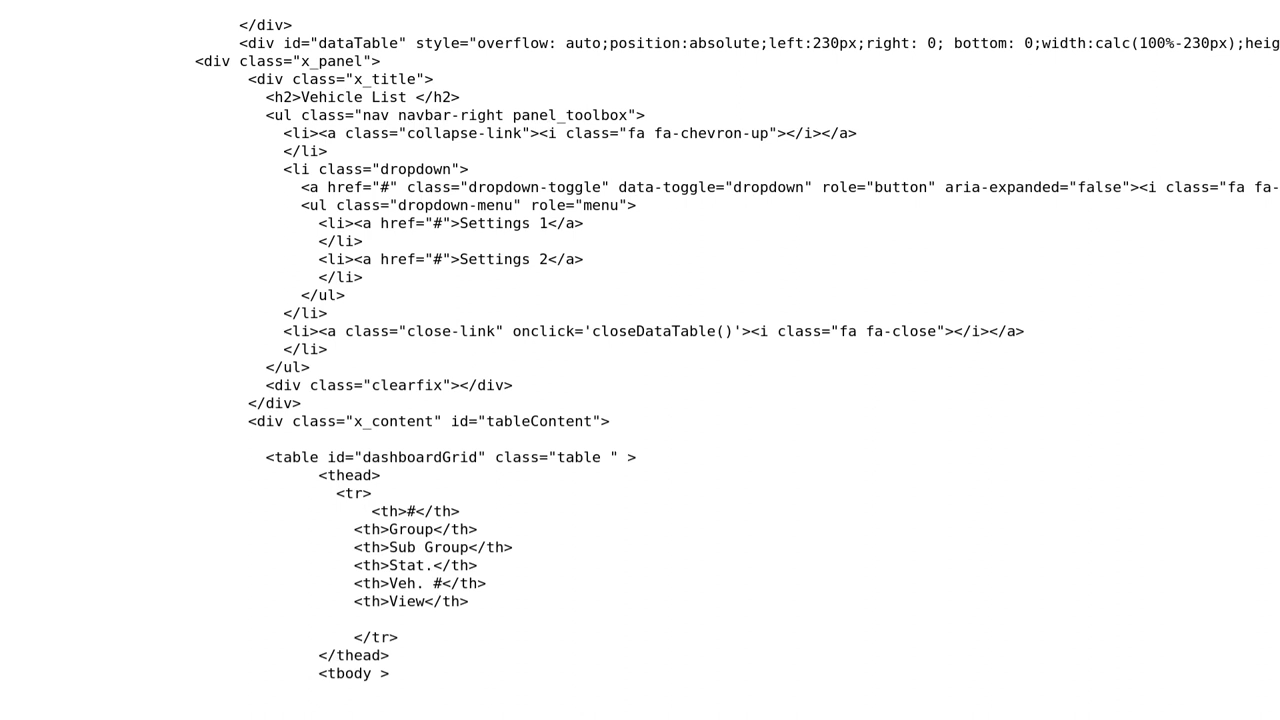 </div>
<div id="dataTable" style="overflow: auto;position:absolute;left:230px;right: 0; bottom: 0;width:calc(100%-230px);heig
<div class="x_panel">
<div class="x_title">
<h2>Vehicle List </h2>
<ul class="nav navbar-right panel_toolbox">
<li><a class="collapse-link"><i class="fa fa-chevron-up"></i></a>
</li>
<li class="dropdown">
<a href="#" class="dropdown-toggle" data-toggle="dropdown" role="button" aria-expanded="false"><i class="fa fa-
<ul class="dropdown-menu" role="menu">
<li><a href="#">Settings 1</a>
</li>
<li><a href="#">Settings 2</a>
</li>
</ul>
</li>
<li><a class="close-link" onclick='closeDataTable()'><i class="fa fa-close"></i></a>
</li>
</ul>
<div class="clearfix"></div>
</div>
<div class="x_content" id="tableContent">
<table id="dashboardGrid" class="table " >
<thead>
<tr>
<th>#</th>
<th>Group</th>
<th>Sub Group</th>
<th>Stat.</th>
<th>Veh. #</th>
<th>View</th>
</tr>
</thead>
<tbody >